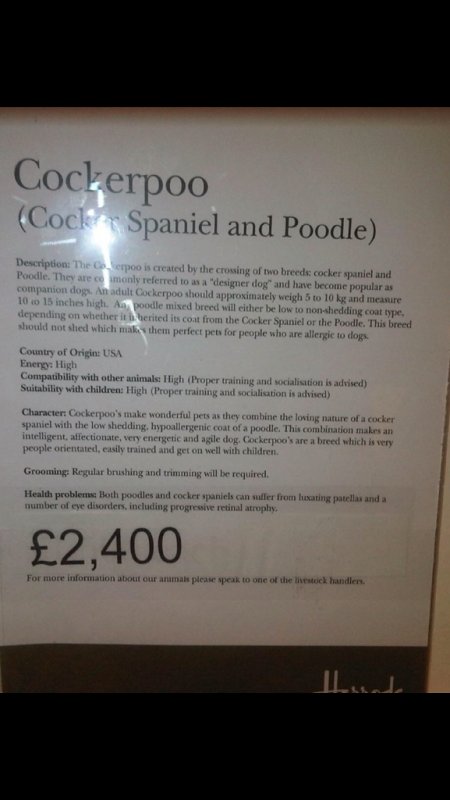 Cockerpoo
(Cocker Spaniel and Poodle)
Description: The Cockerpoo is created by the crossing of two breeds: cocker spaniel and
Poodle. They are commonly referred to as a "designer dog" and have become popular as
companion dogs. An adult Cockerpoo should approximately weigh 5 to 10 kg and measure
10 to 15 inches high. Any poodle mixed breed will either be low to non-shedding coat type,
depending on whether it inherited its coat from the Cocker Spaniel or the Poodle. This breed
should not shed which makes them perfect pets for people who are allergic to dogs.
Country of Origin: USA
Energy: High
Compatibility with other animals: High (Proper training and socialisation is advised)
Suitability with children: High (Proper training and socialisation is advised)
Character: Cockerpoo's make wonderful pets as they combine the loving nature of a cocker
spaniel with the low shedding, hypoallergenic coat of a poodle. This combination makes an
intelligent, affectionate, very energetic and agile dog. Cockerpoo's are a breed which is very
people orientated, easily trained and get on well with children.
Grooming: Regular brushing and trimming will be required.
Health problems: Both poodles and cocker spaniels can suffer from luxating patellas and a
number of eye disorders, including progressive retinal atrophy.
£2,400
For more information about our animals please speak to one of the livestock handlers.
Harrods